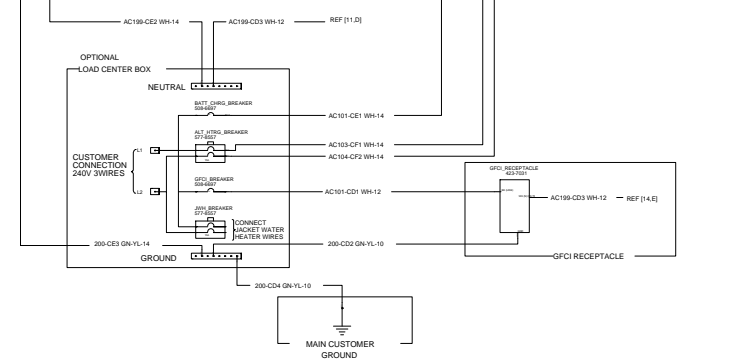 AC199-CE2 WH-14
AC199-CD3 WH-12
REF [11,D]
OPTIONAL
LOAD CENTER BOX
NEUTRAL
BATT_CHRG_BREAKER
508-6E97
AC101-CE1 WH-14
ALT_HTRG_BREAKER
577-8557
AC103-CF1 WH-14
AC104-CF2 WH-14
CUSTOMER
CONNECTION
240V 3WIRES
L1
L2
GFCI_BREAKER
508-6E97
AC101-CD1 WH-12
GFCI_RECEPTACLE
423-7031
AC199-CD3 WH-12
REF [14,E]
JWH_BREAKER
577-8557
CONNECT
JACKET WATER
HEATER WIRES
200-CE3 GN-YL-14
200-CD2 GN-YL-10
GROUND
GFCI RECEPTACLE
200-CD4 GN-YL-10
MAIN CUSTOMER
GROUND